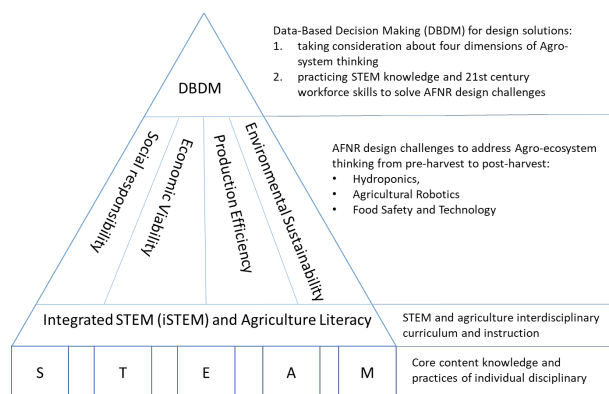 Data-Based Decision Making (DBDM) for design solutions:
1. taking consideration about four dimensions of Agro-
system thinking
2. practicing STEM knowledge and 21st century
workforce skills to solve AFNR design challenges
DBDM
Social responsibility
Economic Viability
Production Efficiency
Environmental Sustainability
AFNR design challenges to address Agro-ecosystem
thinking from pre-harvest to post-harvest:
• Hydroponics,
• Agricultural Robotics
• Food Safety and Technology
Integrated STEM (iSTEM) and Agriculture Literacy
STEM and agriculture interdisciplinary
curriculum and instruction
S T E A M
Core content knowledge and
practices of individual disciplinary